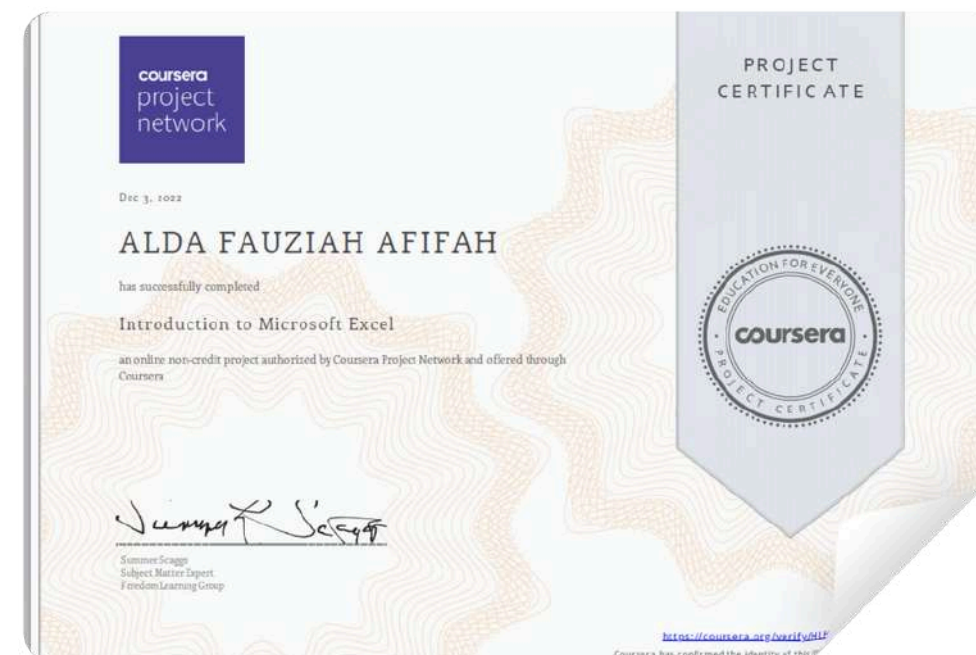 coursera
project
network
PROJECT
CERTIFICATE
Dec 3, 2022
ALDA FAUZIAH AFIFAH
has successfully completed
Introduction to Microsoft Excel
an online non-credit project authorized by Coursera Project Network and offered through
Coursera
EDUCATION FOR EVERYONE
coursera
PROJECT CERTIFICATE
Summer Scaggs
Subject Matter Expert
Freedom Learning Group
https://coursera.org/verify/
Coursera has confirmed the identity of this